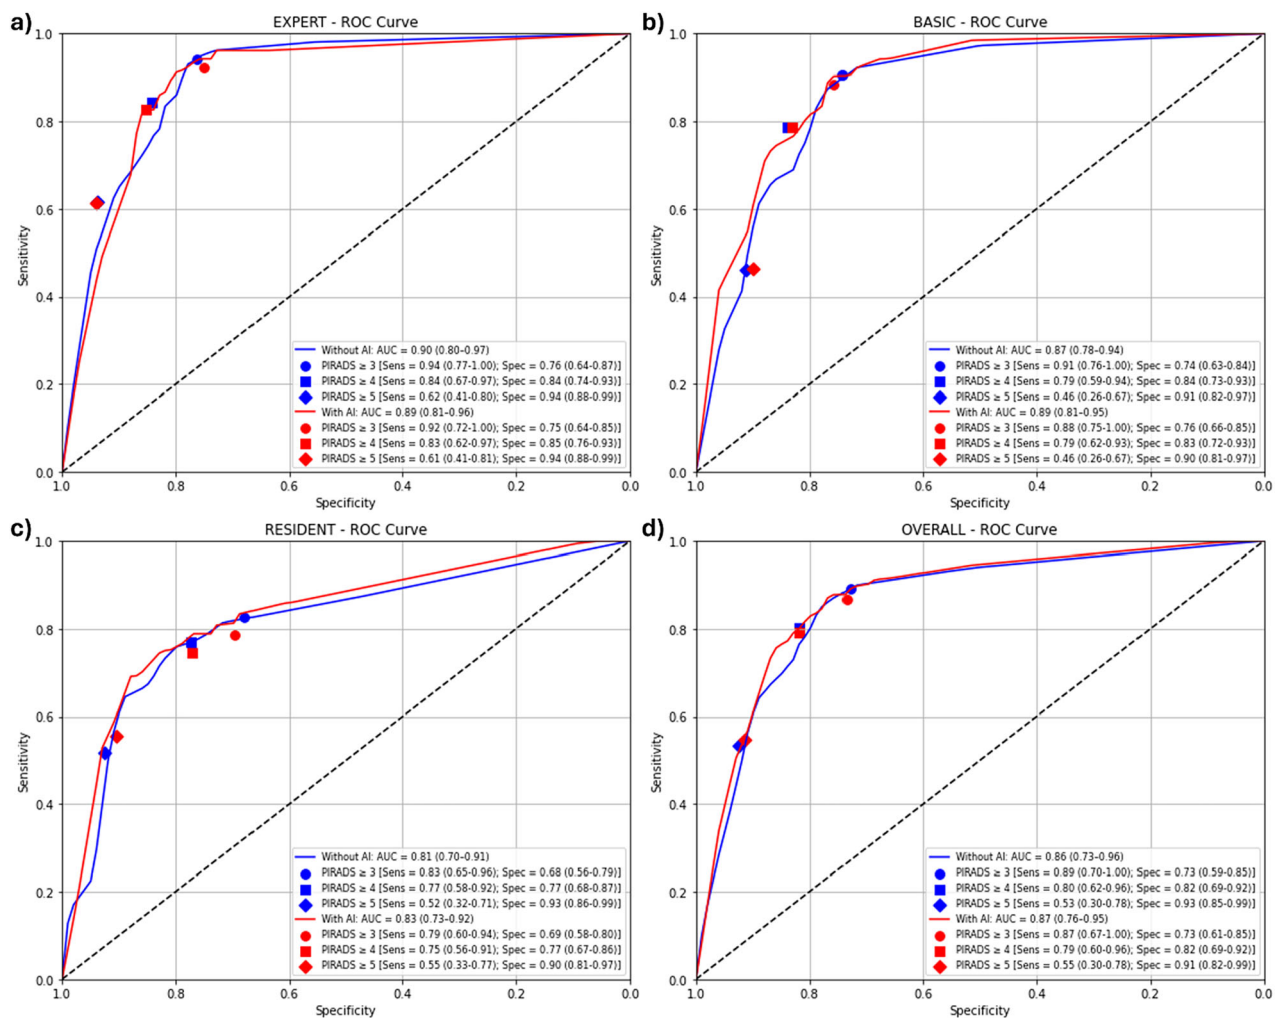 a)
EXPERT - ROC Curve
1.0
0.8
0.6
0.4
0.2
0.0
Sensitivity
Without AI: AUC = 0.90 (0.80–0.97)
PIRADS ≥ 3 [Sens = 0.94 (0.77-1.00); Spec = 0.76 (0.64-0.87)]
PIRADS ≥ 4 [Sens = 0.84 (0.67-0.97); Spec = 0.84 (0.74-0.93)]
PIRADS ≥ 5 [Sens = 0.62 (0.41-0.80); Spec = 0.94 (0.88-0.99)]
With AI: AUC = 0.89 (0.81–0.96)
PIRADS ≥ 3 [Sens = 0.92 (0.72-1.00); Spec = 0.75 (0.64-0.85)]
PIRADS ≥ 4 [Sens = 0.83 (0.62-0.97); Spec = 0.85 (0.76-0.93)]
PIRADS ≥ 5 [Sens = 0.61 (0.41-0.81); Spec = 0.94 (0.88-0.99)]
1.0 0.8 0.6 0.4 0.2 0.0
Specificity
b)
BASIC - ROC Curve
1.0
0.8
0.6
0.4
0.2
0.0
Sensitivity
Without AI: AUC = 0.87 (0.78–0.94)
PIRADS ≥ 3 [Sens = 0.91 (0.76-1.00); Spec = 0.74 (0.63-0.84)]
PIRADS ≥ 4 [Sens = 0.79 (0.59-0.94); Spec = 0.84 (0.73-0.93)]
PIRADS ≥ 5 [Sens = 0.46 (0.26-0.67); Spec = 0.91 (0.82-0.97)]
With AI: AUC = 0.89 (0.81–0.95)
PIRADS ≥ 3 [Sens = 0.88 (0.75-1.00); Spec = 0.76 (0.66-0.85)]
PIRADS ≥ 4 [Sens = 0.79 (0.62-0.93); Spec = 0.83 (0.72-0.93)]
PIRADS ≥ 5 [Sens = 0.46 (0.26-0.67); Spec = 0.90 (0.81-0.97)]
1.0 0.8 0.6 0.4 0.2 0.0
Specificity
c)
RESIDENT - ROC Curve
1.0
0.8
0.6
0.4
0.2
0.0
Sensitivity
Without AI: AUC = 0.81 (0.70–0.91)
PIRADS ≥ 3 [Sens = 0.83 (0.65-0.96); Spec = 0.68 (0.56-0.79)]
PIRADS ≥ 4 [Sens = 0.77 (0.58-0.92); Spec = 0.77 (0.68-0.87)]
PIRADS ≥ 5 [Sens = 0.52 (0.32-0.71); Spec = 0.93 (0.86-0.99)]
With AI: AUC = 0.83 (0.73–0.92)
PIRADS ≥ 3 [Sens = 0.79 (0.60-0.94); Spec = 0.69 (0.58-0.80)]
PIRADS ≥ 4 [Sens = 0.75 (0.56-0.91); Spec = 0.77 (0.67-0.86)]
PIRADS ≥ 5 [Sens = 0.55 (0.33-0.77); Spec = 0.90 (0.81-0.97)]
1.0 0.8 0.6 0.4 0.2 0.0
Specificity
d)
OVERALL - ROC Curve
1.0
0.8
0.6
0.4
0.2
0.0
Sensitivity
Without AI: AUC = 0.86 (0.73–0.96)
PIRADS ≥ 3 [Sens = 0.89 (0.70-1.00); Spec = 0.73 (0.59-0.85)]
PIRADS ≥ 4 [Sens = 0.80 (0.62-0.96); Spec = 0.82 (0.69-0.92)]
PIRADS ≥ 5 [Sens = 0.53 (0.30-0.78); Spec = 0.93 (0.85-0.99)]
With AI: AUC = 0.87 (0.76–0.95)
PIRADS ≥ 3 [Sens = 0.87 (0.67-1.00); Spec = 0.73 (0.61-0.85)]
PIRADS ≥ 4 [Sens = 0.79 (0.60-0.96); Spec = 0.82 (0.69-0.92)]
PIRADS ≥ 5 [Sens = 0.55 (0.30-0.78); Spec = 0.91 (0.82-0.99)]
1.0 0.8 0.6 0.4 0.2 0.0
Specificity